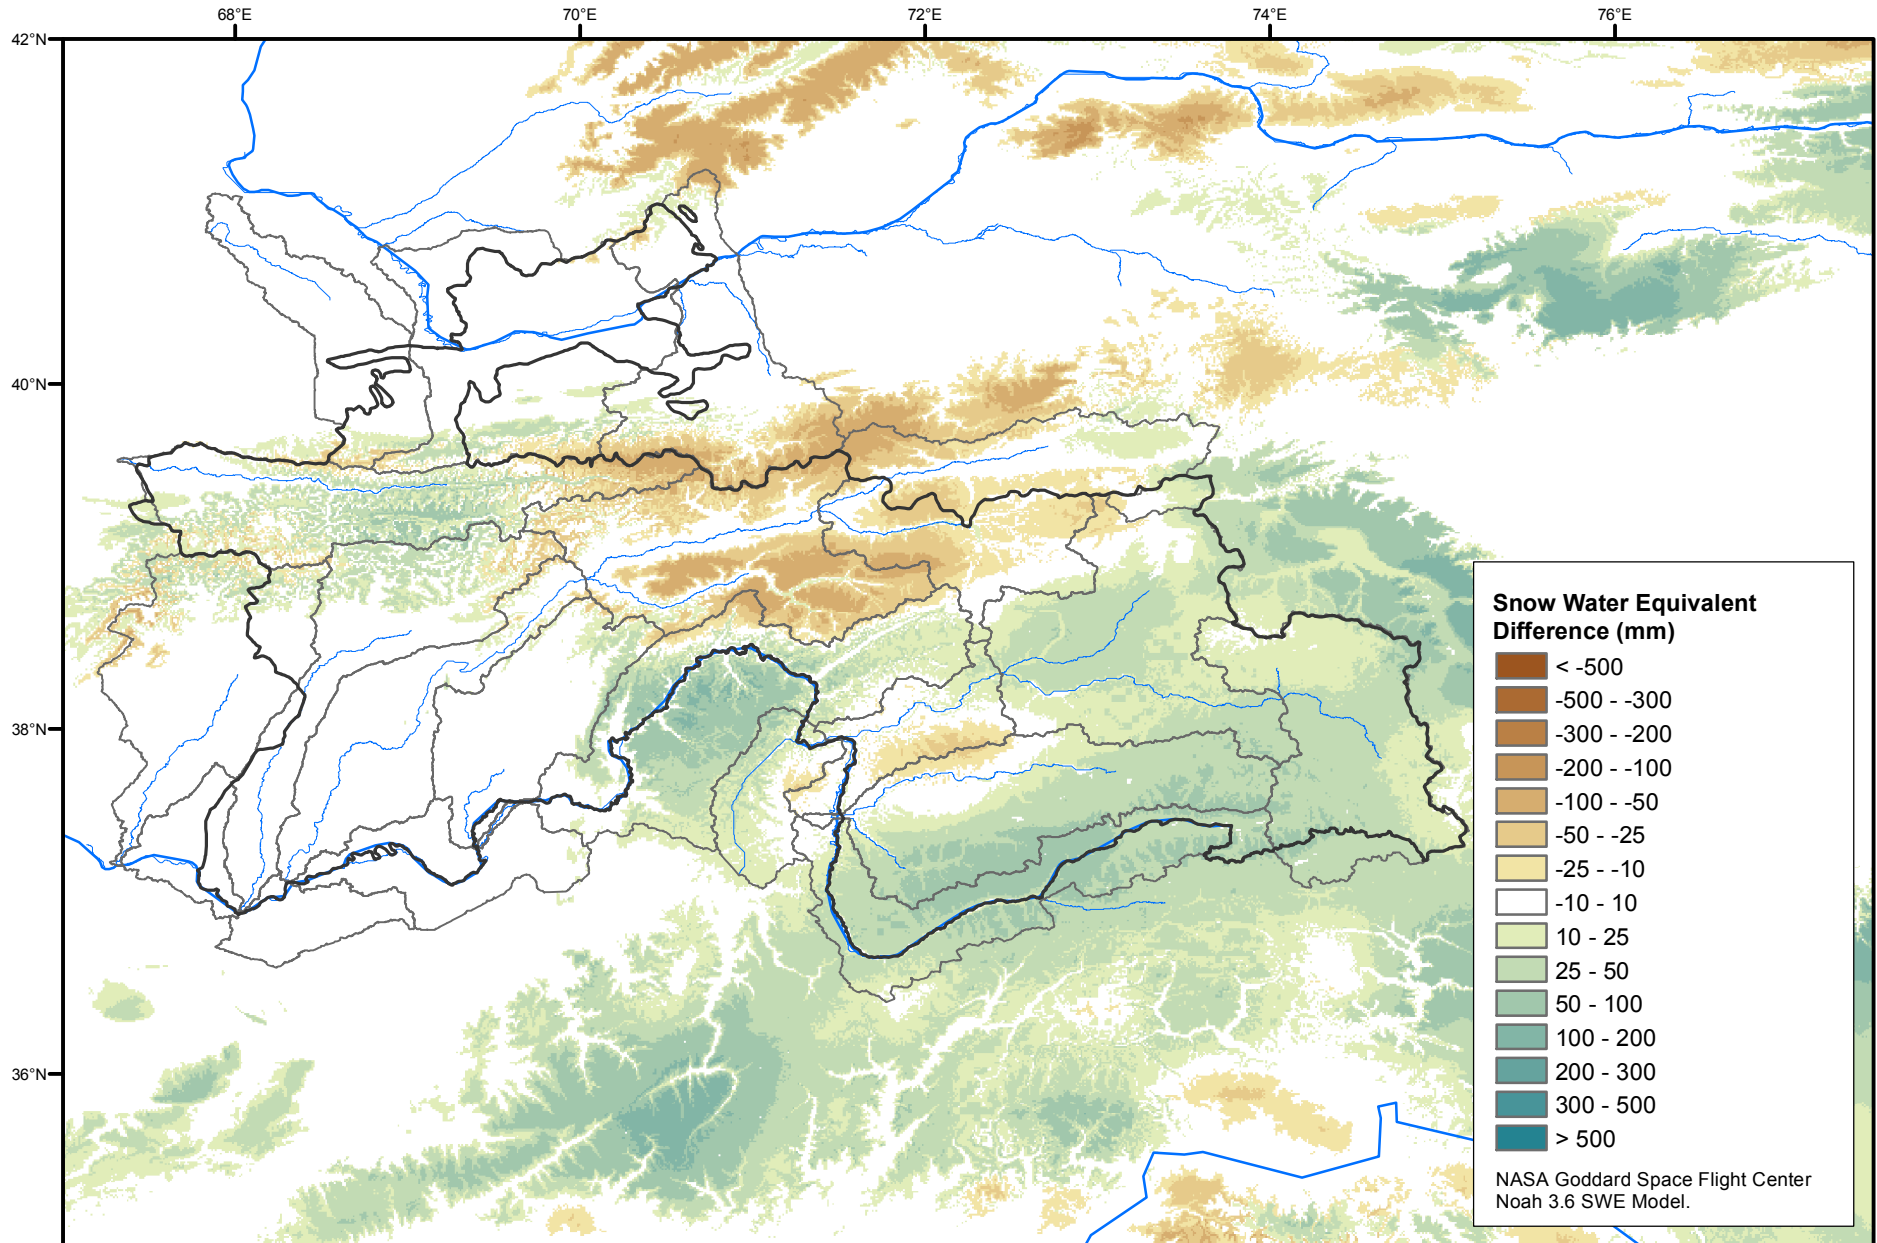 68°E
70°E
72°E
74°E
76°E
42°N
40°N
38°N
36°N
Snow Water Equivalent
Difference (mm)
< -500
-500 - -300
-300 - -200
-200 - -100
-100 - -50
-50 - -25
-25 - -10
-10 - 10
10 - 25
25 - 50
50 - 100
100 - 200
200 - 300
300 - 500
> 500
NASA Goddard Space Flight Center
Noah 3.6 SWE Model.